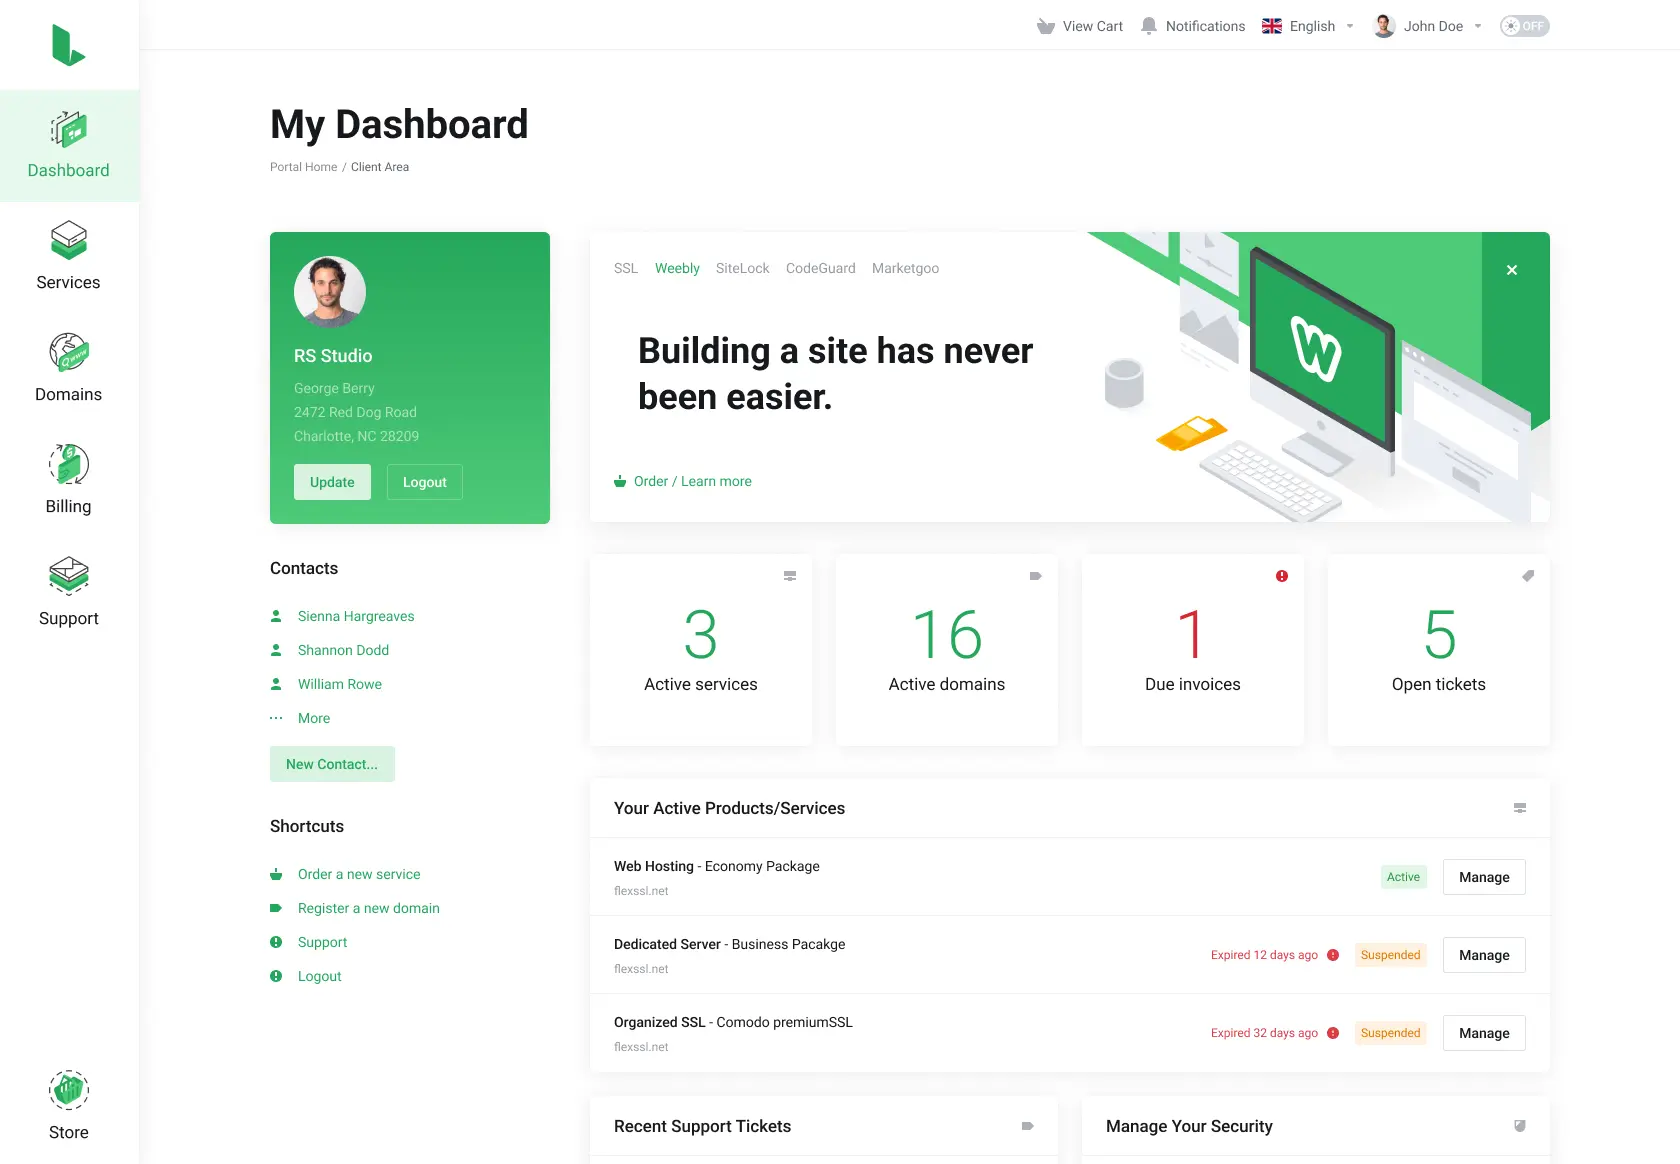 View Cart
Notifications
English
John Doe
OFF
My Dashboard
Portal Home / Client Area
Dashboard
Services
Domains
Billing
Support
Store
RS Studio
George Berry
2472 Red Dog Road
Charlotte, NC 28209
Update
Logout
Contacts
Sienna Hargreaves
Shannon Dodd
William Rowe
More
New Contact...
Shortcuts
Order a new service
Register a new domain
Support
Logout
SSL Weebly SiteLock CodeGuard Marketgoo
Building a site has never
been easier.
Order / Learn more
3
Active services
16
Active domains
1
Due invoices
5
Open tickets
Your Active Products/Services
Web Hosting - Economy Package
flexssl.net
Active
Manage
Dedicated Server - Business Pacakge
flexssl.net
Expired 12 days ago
Suspended
Manage
Organized SSL - Comodo premiumSSL
flexssl.net
Expired 32 days ago
Suspended
Manage
Recent Support Tickets
Manage Your Security